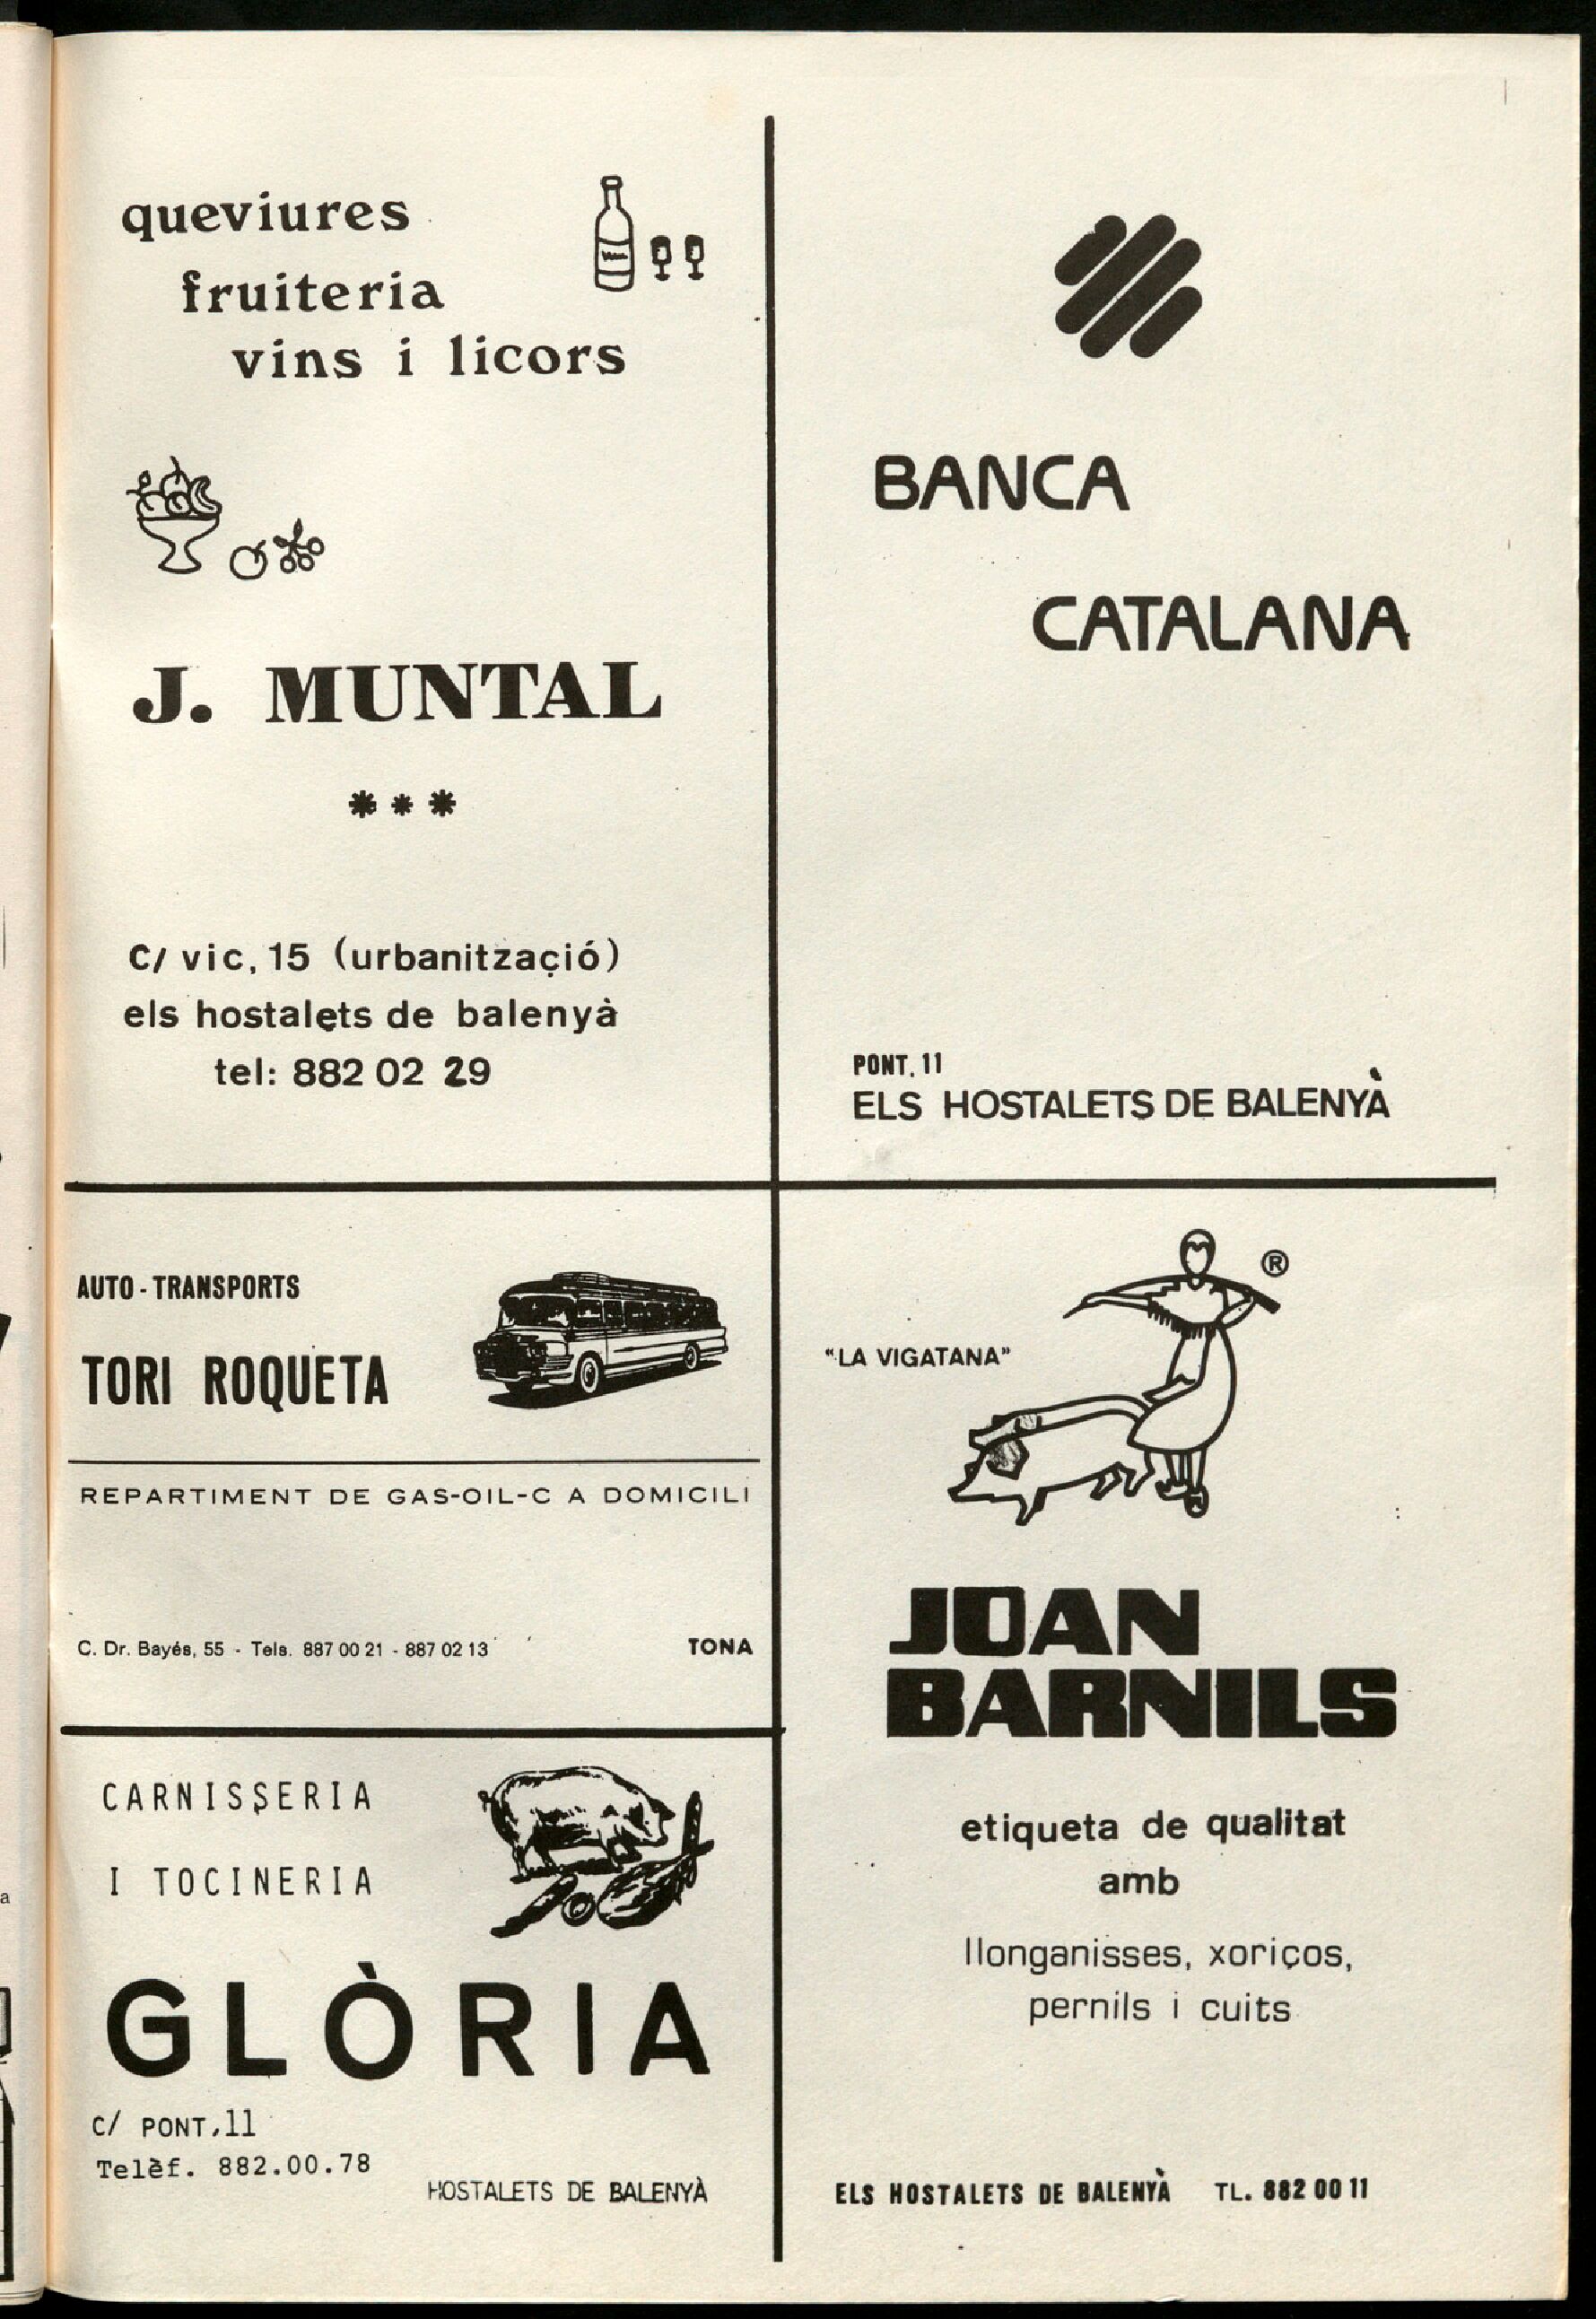 queviures
fruiteria
vins i licors
J. MUNTAL
***
C/ vic, 15 (urbanització)
els hostalets de balenyà
tel: 882 02 29
BANCA
CATALANA
PONT, 11
ELS HOSTALETS DE BALENYÀ
AUTO-TRANSPORTS
TORI ROQUETA
REPARTIMENT DE GAS-OIL-C A DOMICILI
C. Dr. Bayés, 55 - Tels. 887 00 21 - 887 02 13 TONA
CARNISSERIA
I TOCINERIA
GLÒRIA
C/ PONT,11
Telèf. 882.00.78
HOSTALETS DE BALENYÀ
®
"LA VIGATANA"
JOAN
BARNILS
etiqueta de qualitat
amb
llonganisses, xoriços,
pernils i cuits
ELS HOSTALETS DE BALENYÀ TL. 882 00 11